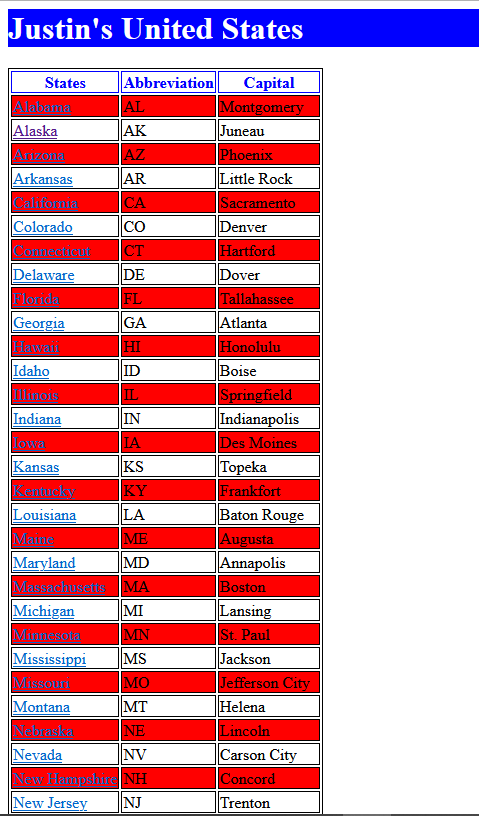 Justin's United States
States Abbreviation Capital
Alabama AL Montgomery
Alaska AK Juneau
Arizona AZ Phoenix
Arkansas AR Little Rock
California CA Sacramento
Colorado CO Denver
Connecticut CT Hartford
Delaware DE Dover
Florida FL Tallahassee
Georgia GA Atlanta
Hawaii HI Honolulu
Idaho ID Boise
Illinois IL Springfield
Indiana IN Indianapolis
Iowa IA Des Moines
Kansas KS Topeka
Kentucky KY Frankfort
Louisiana LA Baton Rouge
Maine ME Augusta
Maryland MD Annapolis
Massachusetts MA Boston
Michigan MI Lansing
Minnesota MN St. Paul
Mississippi MS Jackson
Missouri MO Jefferson City
Montana MT Helena
Nebraska NE Lincoln
Nevada NV Carson City
New Hampshire NH Concord
New Jersey NJ Trenton